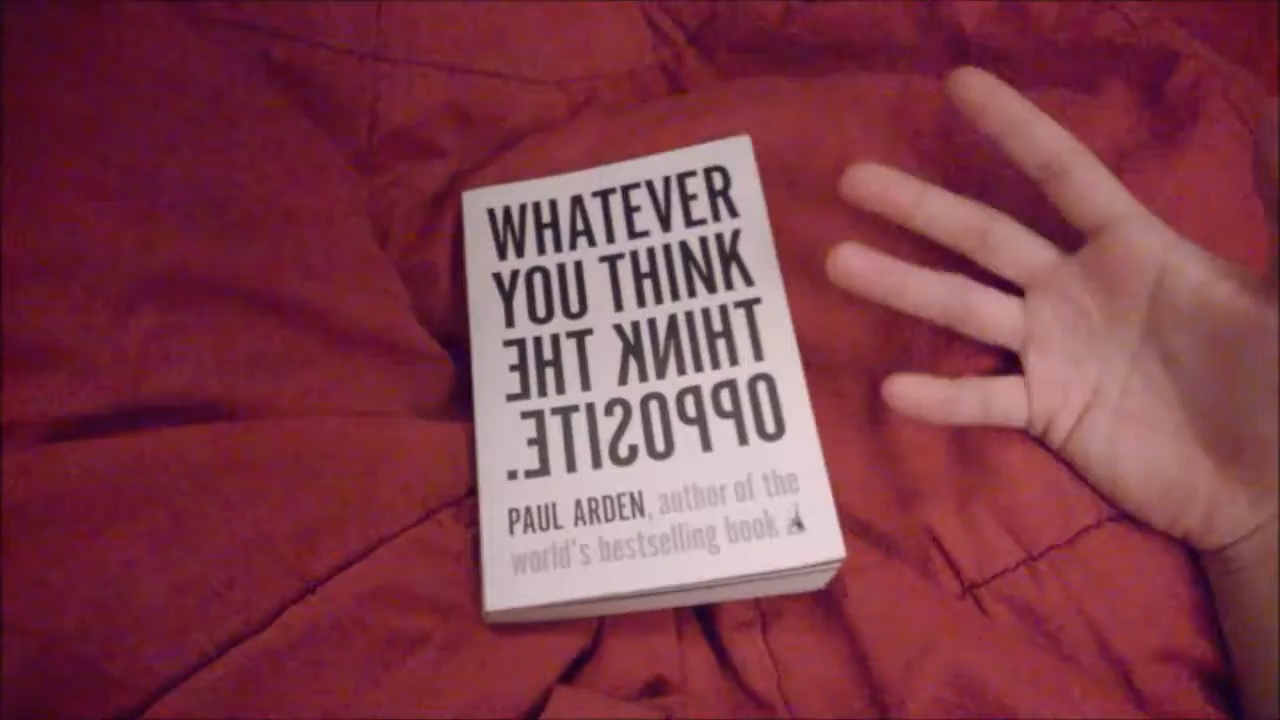 WHATEVER
YOU THINK
THINK THE
OPPOSITE.
PAUL ARDEN, author of the
world's bestselling book